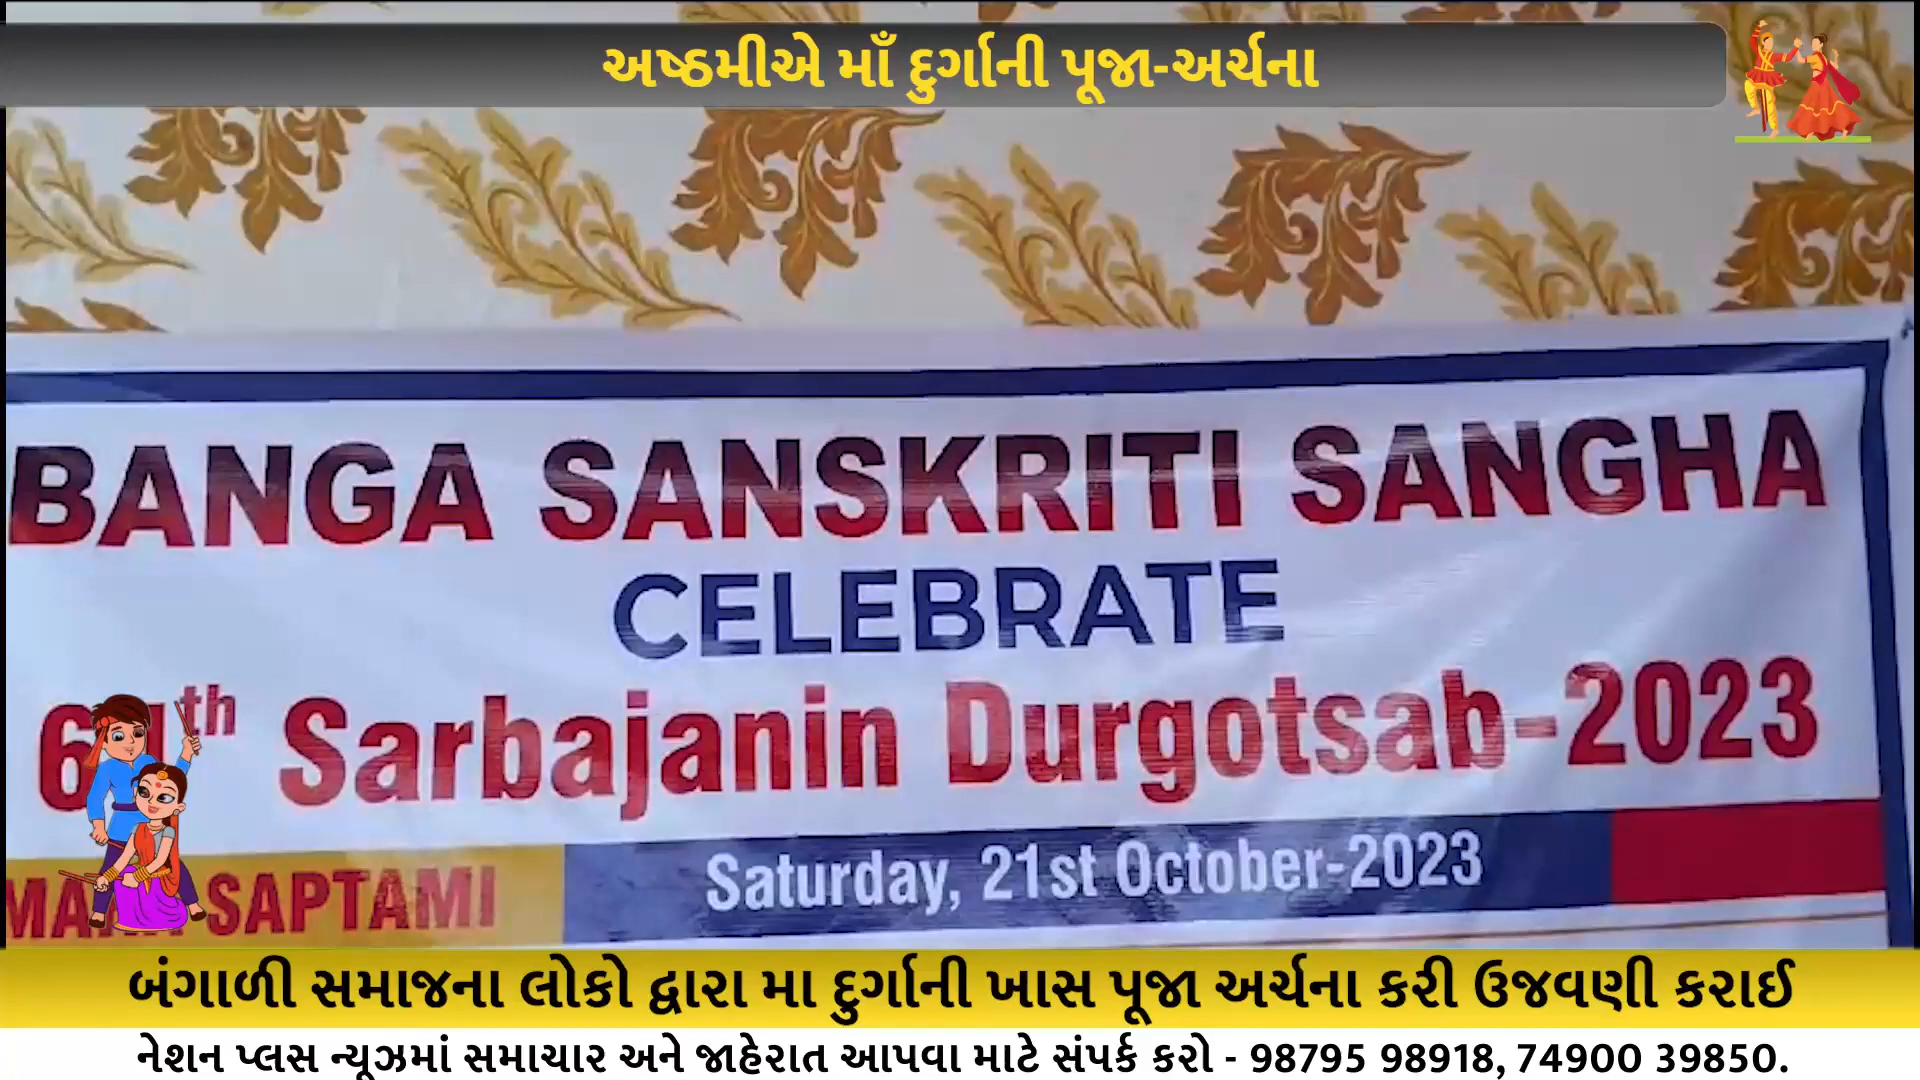 અષ્ઠમીએ માઁ દુર્ગાની પૂજા-અર્ચના
BANGA SANSKRITI SANGHA
CELEBRATE
Sarbajanin Durgotsab-2023
SAPTAMI
Saturday, 21st October-2023
બંગાળી સમાજના લોકો દ્વારા મા દુર્ગાની ખાસ પૂજા અર્ચના કરી ઉજવણી કરાઈ
નેશન પ્લસ ન્યૂઝમાં સમાચાર અને જાહેરાત આપવા માટે સંપર્ક કરો - 98795 98918, 74900 39850.